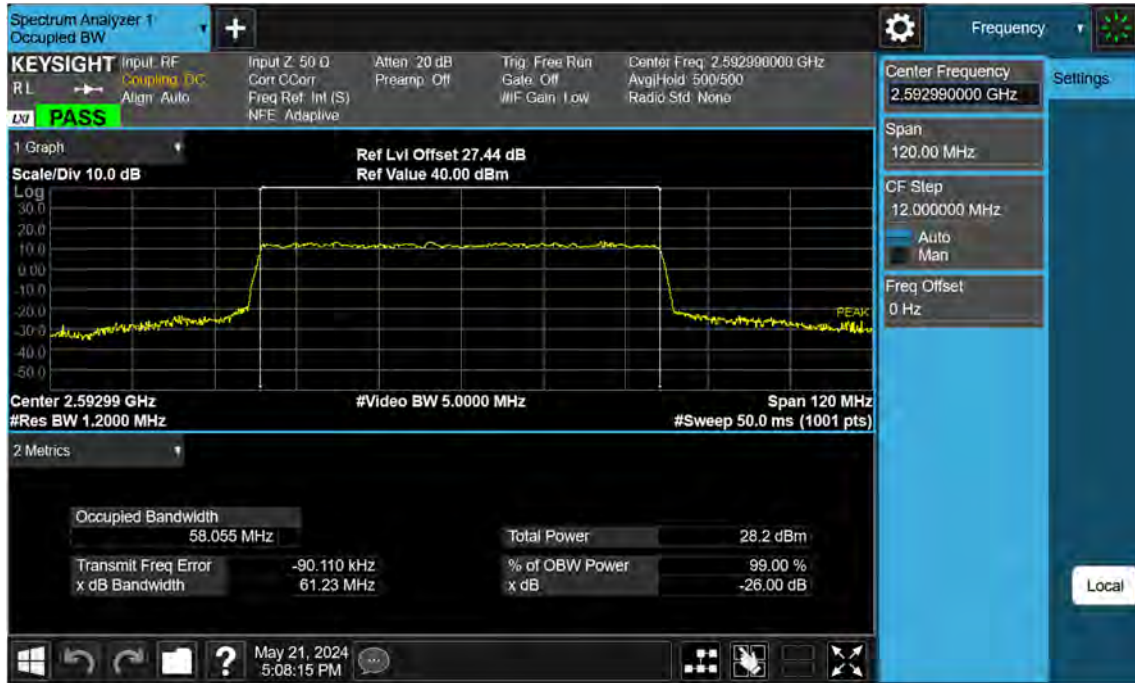 Spectrum Analyzer 1
Occupied BW
+
Frequency
KEYSIGHT Input: RF
Coupling: DC
Align: Auto
RL
LXI PASS
Input Z: 50 Ω
Corr CCorr
Freq Ref: Int (S)
NFE: Adaptive
Atten: 20 dB
Preamp: Off
Trig: Free Run
Gate: Off
#IF Gain: Low
Center Freq: 2.592990000 GHz
Avg|Hold: 500/500
Radio Std: None
Center Frequency
2.592990000 GHz
Settings
Span
120.00 MHz
CF Step
12.000000 MHz
Auto
Man
Freq Offset
0 Hz
1 Graph
Scale/Div 10.0 dB
Ref Lvl Offset 27.44 dB
Ref Value 40.00 dBm
Log
30.0
20.0
10.0
0.00
-10.0
-20.0
-30.0
-40.0
-50.0
PEAK
Center 2.59299 GHz
#Res BW 1.2000 MHz
#Video BW 5.0000 MHz
Span 120 MHz
#Sweep 50.0 ms (1001 pts)
2 Metrics
Occupied Bandwidth
58.055 MHz
Total Power 28.2 dBm
Transmit Freq Error -90.110 kHz
% of OBW Power 99.00 %
x dB Bandwidth 61.23 MHz
x dB -26.00 dB
Local
?
May 21, 2024
5:08:15 PM